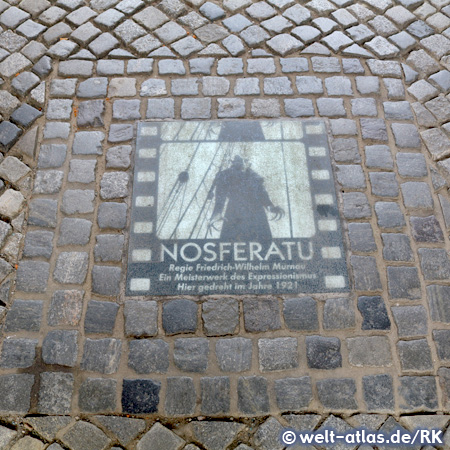 NOSFERATU
Regie Friedrich-Wilhelm Murnau
Ein Meisterwerk des Expressionismus
Hier gedreht im Jahre 1921
© welt-atlas.de/RK